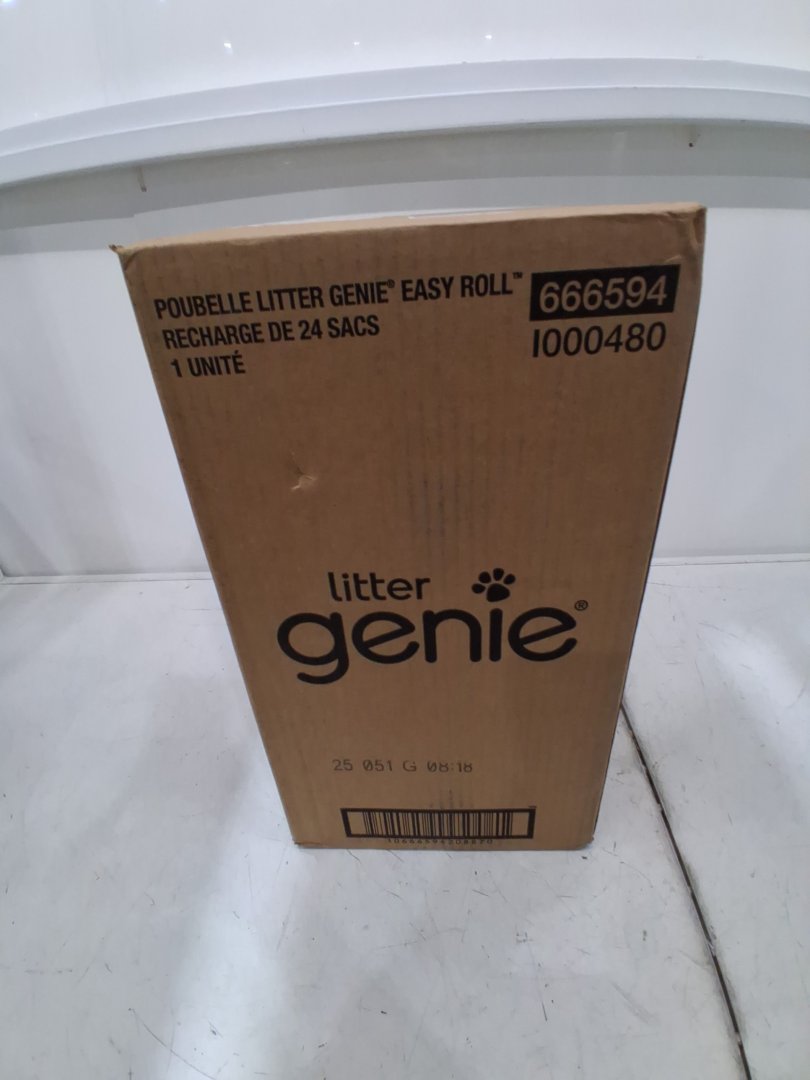 POUBELLE LITTER GENIE® EASY ROLL™ 666594
RECHARGE DE 24 SACS I000480
1 UNITÉ
litter
genie®
25 051 G 08:18